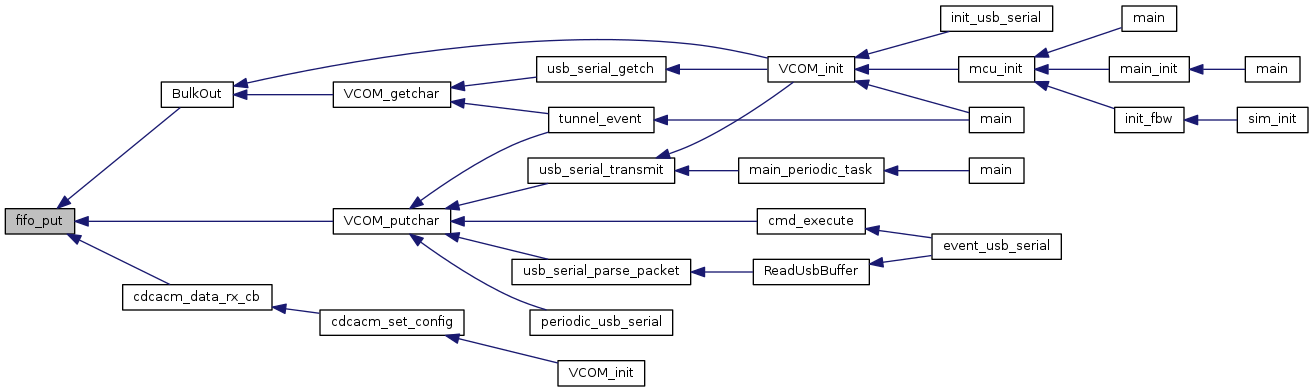 init_usb_serial
main
usb_serial_getch
VCOM_init
mcu_init
main_init
main
BulkOut
VCOM_getchar
tunnel_event
main
init_fbw
sim_init
usb_serial_transmit
main_periodic_task
main
fifo_put
VCOM_putchar
cmd_execute
event_usb_serial
usb_serial_parse_packet
ReadUsbBuffer
cdcacm_data_rx_cb
cdcacm_set_config
periodic_usb_serial
VCOM_init